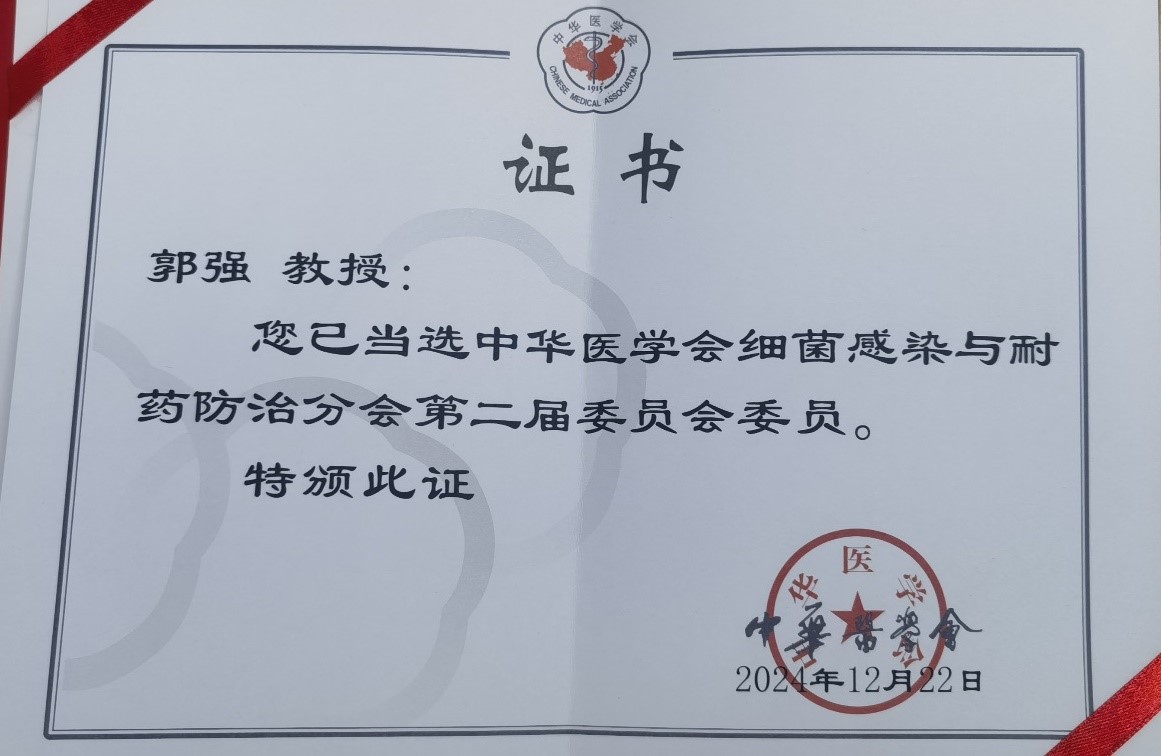 中华医学会
CHINESE MEDICAL ASSOCIATION
1915
证书
郭强 教授：
您已当选中华医学会细菌感染与耐
药防治分会第二届委员会委员。
特颁此证
中华医学会
中華醫學會
2024年12月22日